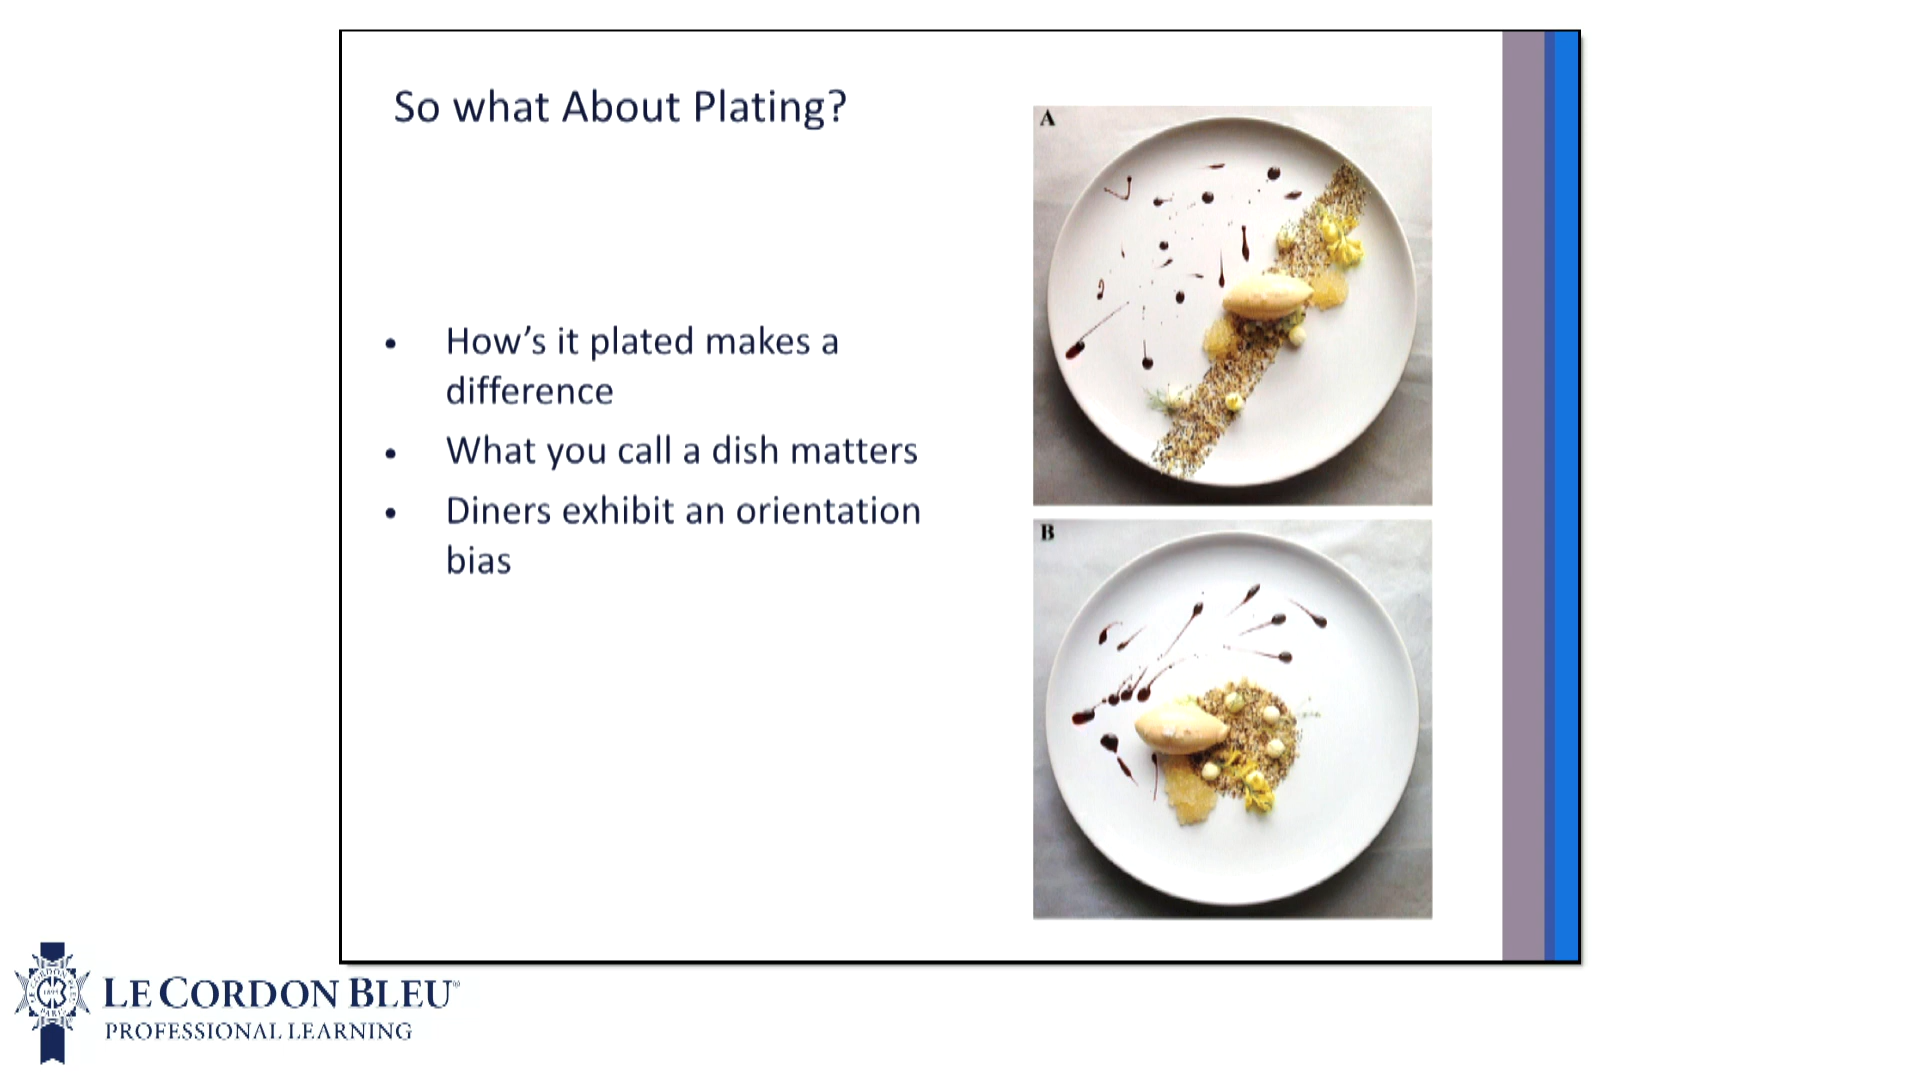 So what About Plating?
• How’s it plated makes a
difference
• What you call a dish matters
• Diners exhibit an orientation
bias
A
B
LE CORDON BLEU®
PROFESSIONAL LEARNING